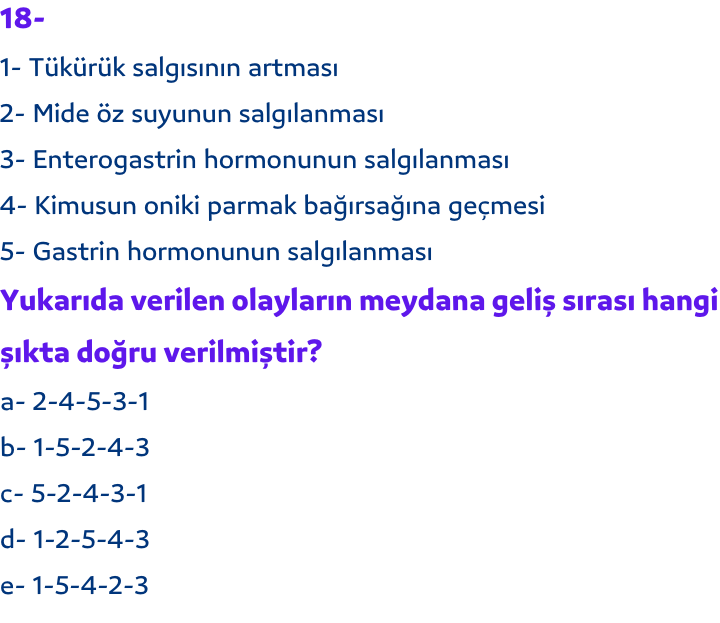 18-
1- Tükürük salgısının artması
2- Mide öz suyunun salgılanması
3- Enterogastrin hormonunun salgılanması
4- Kimusun oniki parmak bağırsağına geçmesi
5- Gastrin hormonunun salgılanması
Yukarıda verilen olayların meydana geliş sırası hangi
şıkta doğru verilmiştir?
a- 2-4-5-3-1
b- 1-5-2-4-3
c- 5-2-4-3-1
d- 1-2-5-4-3
e- 1-5-4-2-3